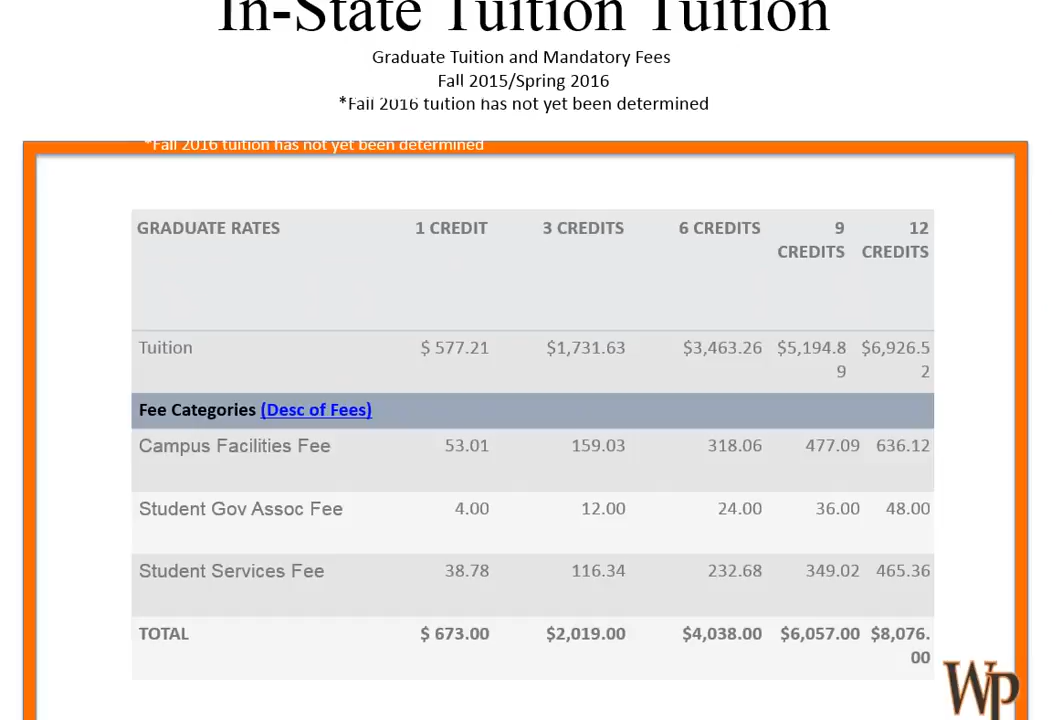 In-State Tuition Tuition
Graduate Tuition and Mandatory Fees
Fall 2015/Spring 2016
*Fall 2016 tuition has not yet been determined
*Fall 2016 tuition has not yet been determined
GRADUATE RATES 1 CREDIT 3 CREDITS 6 CREDITS 9 12
CREDITS CREDITS
Tuition $ 577.21 $1,731.63 $3,463.26 $5,194.8 $6,926.5
9 2
Fee Categories (Desc of Fees)
Campus Facilities Fee 53.01 159.03 318.06 477.09 636.12
Student Gov Assoc Fee 4.00 12.00 24.00 36.00 48.00
Student Services Fee 38.78 116.34 232.68 349.02 465.36
TOTAL $ 673.00 $2,019.00 $4,038.00 $6,057.00 $8,076.
00
WP